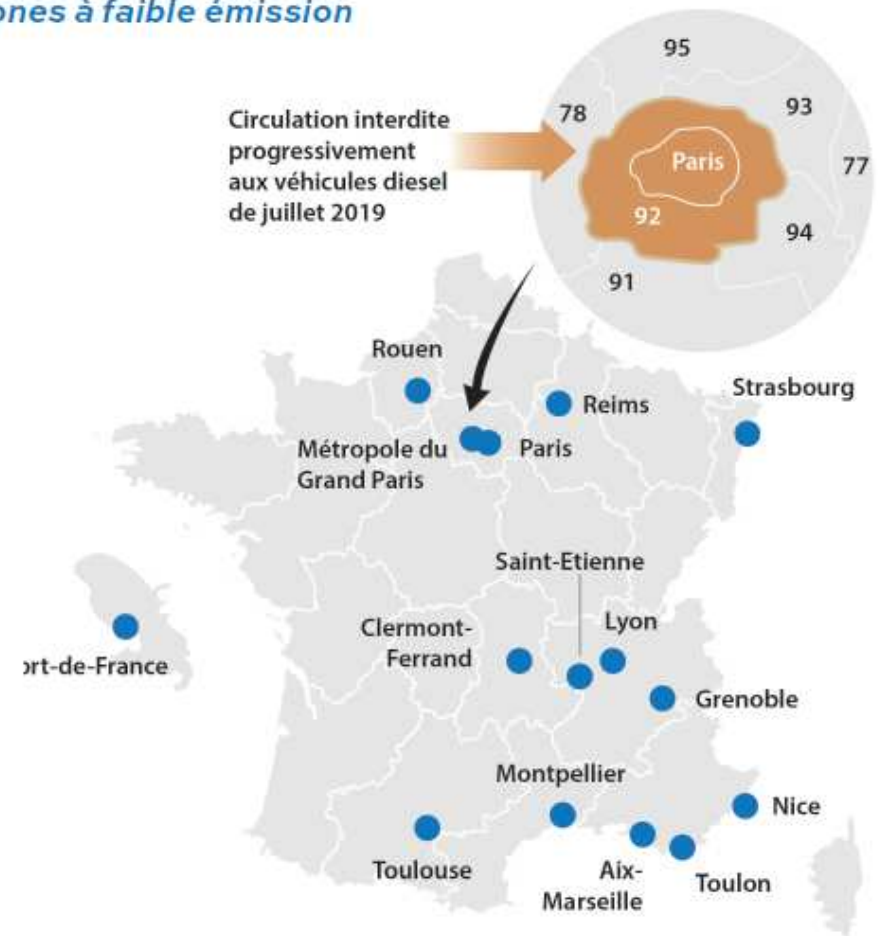 ones à faible émission
95
Circulation interdite
progressivement
aux véhicules diesel
de juillet 2019
78
93
Paris
77
92
94
91
Rouen
Reims
Strasbourg
Métropole du
Grand Paris
Paris
Saint-Etienne
Clermont-
Ferrand
Lyon
ort-de-France
Grenoble
Montpellier
Nice
Toulouse
Aix-
Marseille
Toulon